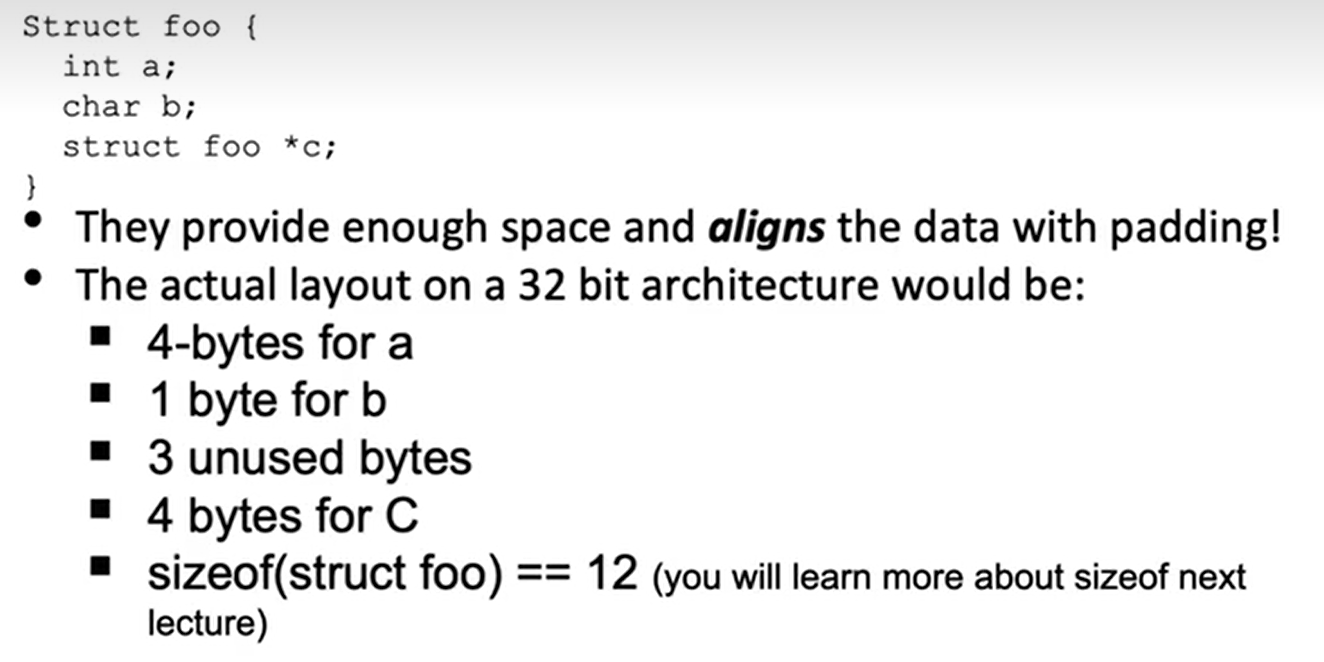 Struct foo {
int a;
char b;
struct foo *c;
}
• They provide enough space and aligns the data with padding!
• The actual layout on a 32 bit architecture would be:
▪ 4-bytes for a
▪ 1 byte for b
▪ 3 unused bytes
▪ 4 bytes for C
▪ sizeof(struct foo) == 12 (you will learn more about sizeof next
lecture)